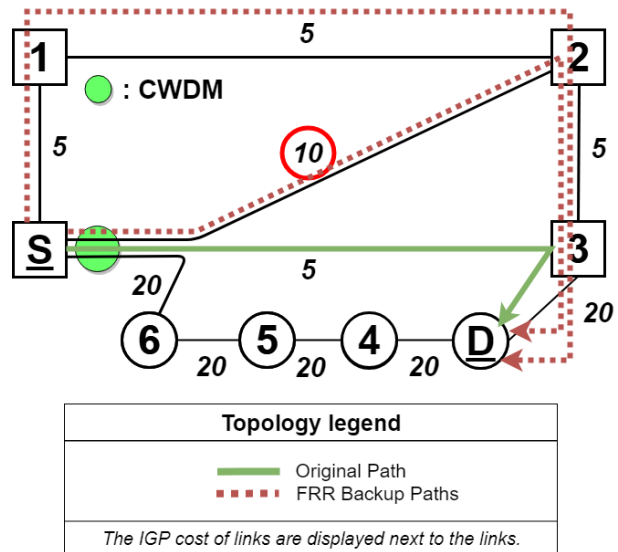 5
1
2
: CWDM
10
5
5
S
3
20
5
20
6
5
4
D
20
20
20
Topology legend
Original Path
FRR Backup Paths
The IGP cost of links are displayed next to the links.